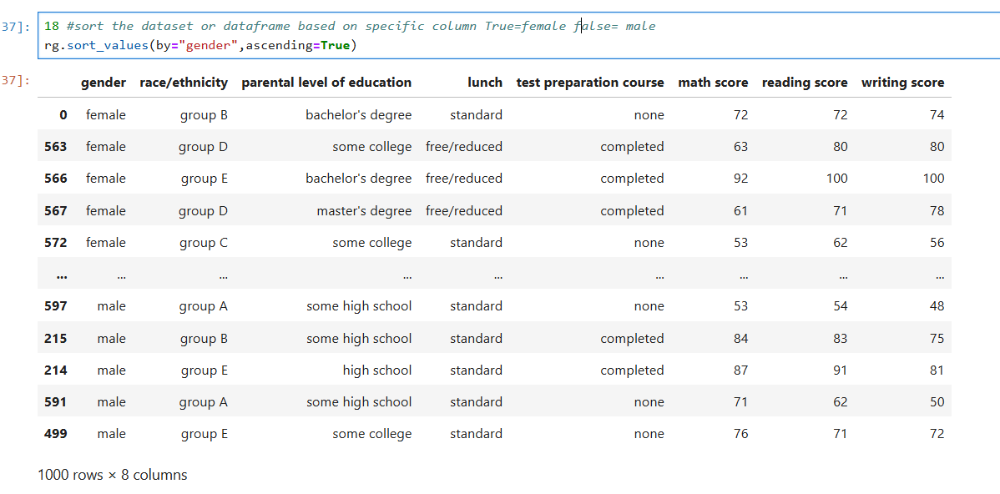 37]: 18 #sort the dataset or dataframe based on specific column True=female false= male
rg.sort_values(by="gender",ascending=True)
37]: gender race/ethnicity parental level of education lunch test preparation course math score reading score writing score
0 female group B bachelor's degree standard none 72 72 74
563 female group D some college free/reduced completed 63 80 80
566 female group E bachelor's degree free/reduced completed 92 100 100
567 female group D master's degree free/reduced completed 61 71 78
572 female group C some college standard none 53 62 56
... ... ... ... ... ... ... ... ...
597 male group A some high school standard none 53 54 48
215 male group B some high school standard completed 84 83 75
214 male group E high school standard completed 87 91 81
591 male group A some high school standard none 71 62 50
499 male group E some college standard none 76 71 72
1000 rows × 8 columns